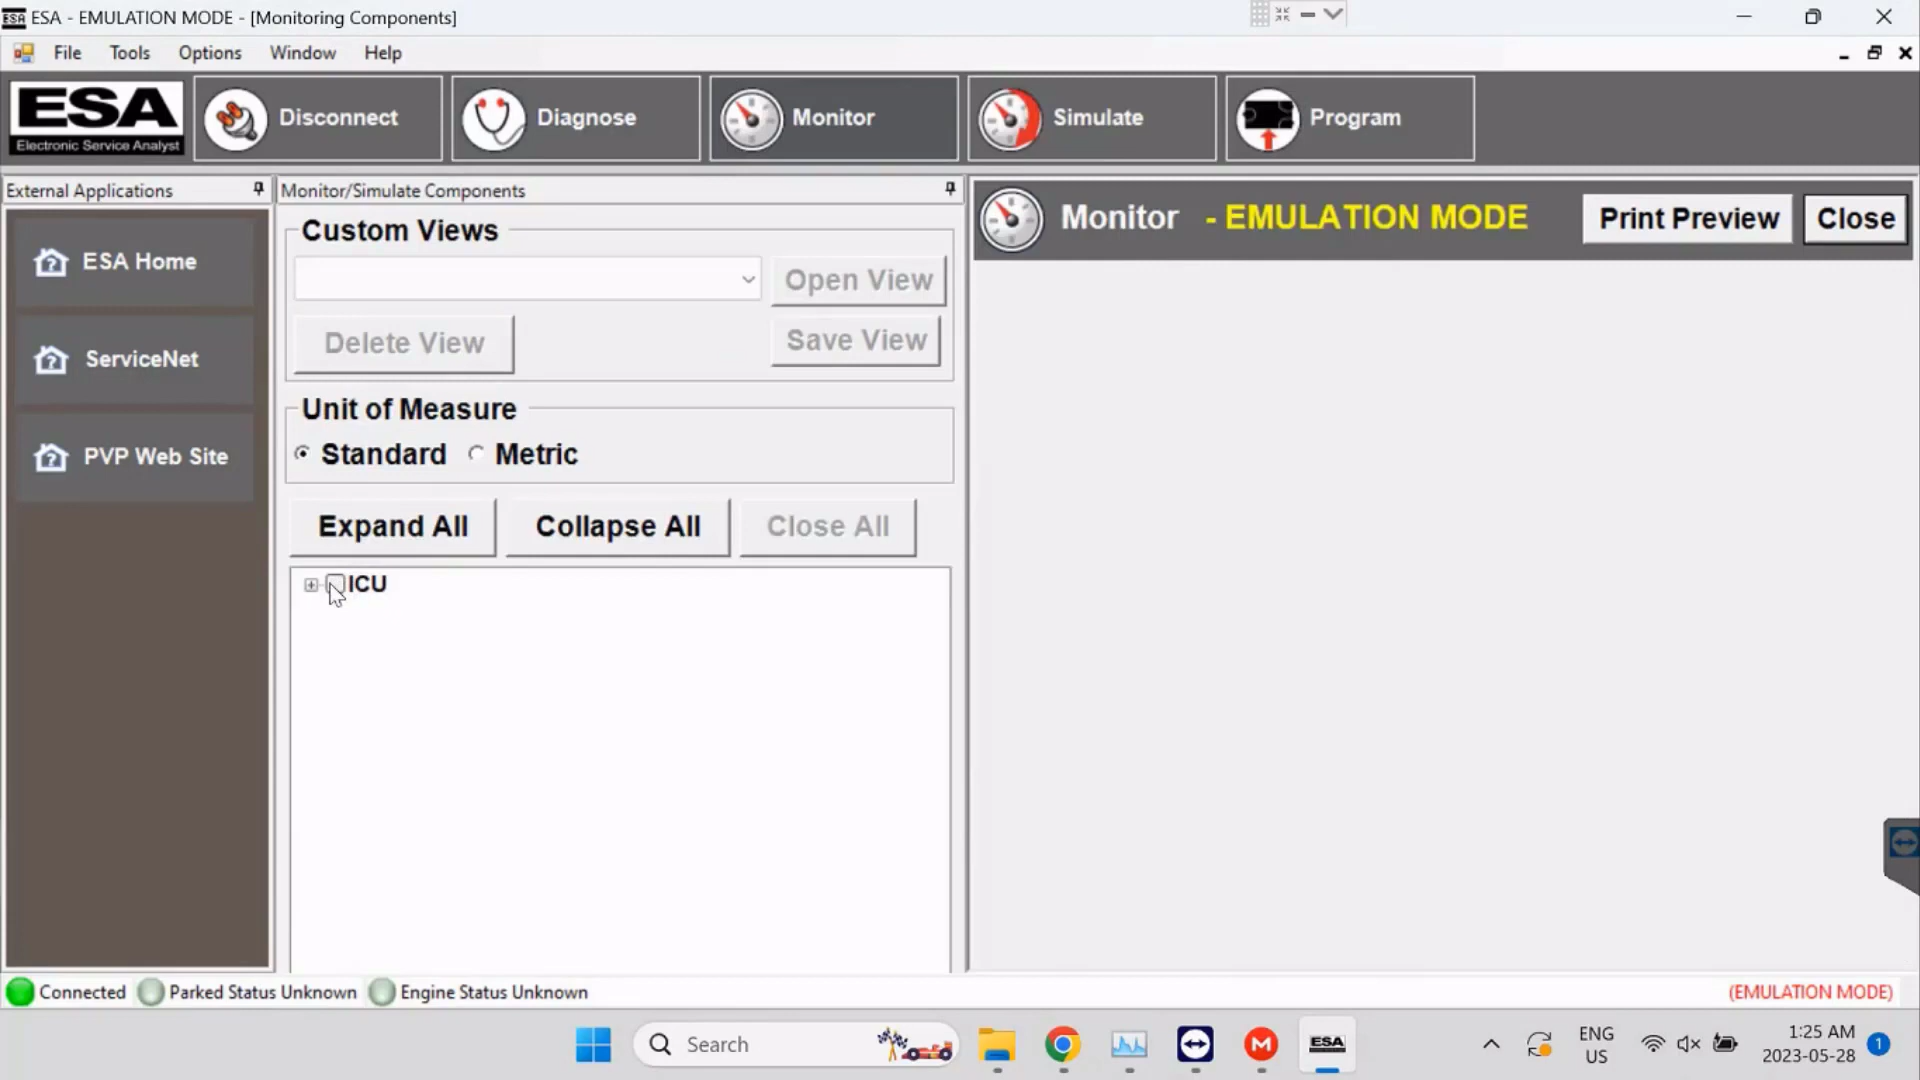 ESA ESA - EMULATION MODE - [Monitoring Components]
File Tools Options Window Help
ESA
Electronic Service Analyst
Disconnect
Diagnose
Monitor
Simulate
Program
External Applications
Monitor/Simulate Components
ESA Home
ServiceNet
PVP Web Site
Custom Views
Open View
Delete View
Save View
Unit of Measure
Standard Metric
Expand All
Collapse All
Close All
ICU
Monitor - EMULATION MODE
Print Preview
Close
Connected Parked Status Unknown Engine Status Unknown
(EMULATION MODE)
Search
M
ESA
ENG
US
1:25 AM
2023-05-28
1